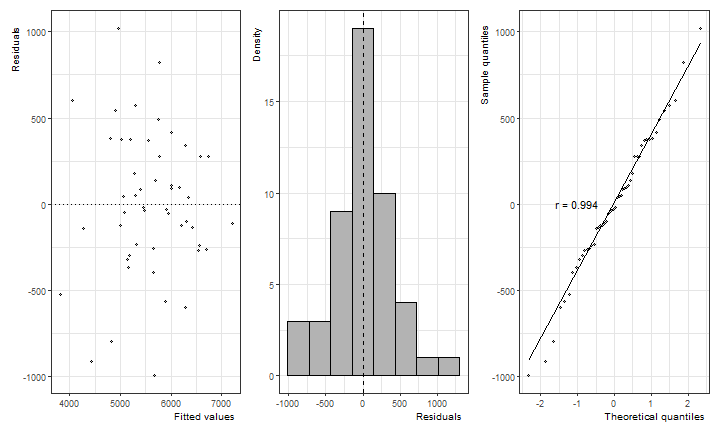 Residuals
1000
500
0
-500
-1000
4000 5000 6000 7000
Fitted values
Density
15
10
5
0
-1000 -500 0 500 1000
Residuals
Sample quantiles
1000
500
0
-500
-1000
r = 0.994
-2 -1 0 1 2
Theoretical quantiles